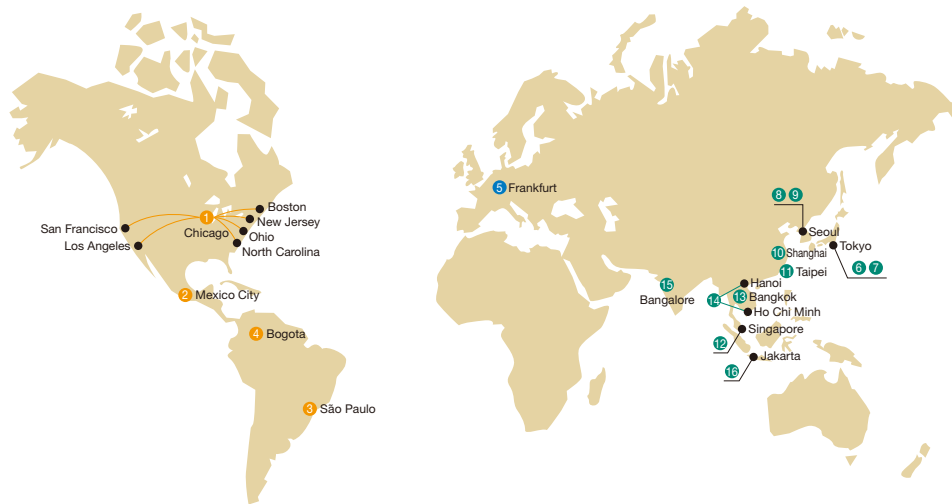 1
Boston
New Jersey
San Francisco
Chicago
Ohio
Los Angeles
North Carolina
2 Mexico City
4 Bogota
3 São Paulo
5 Frankfurt
8 9
Seoul
10 Shanghai
Tokyo
6 7
11 Taipei
15
Bangalore
Hanoi
14
13 Bangkok
Ho Chi Minh
Singapore
12
Jakarta
16